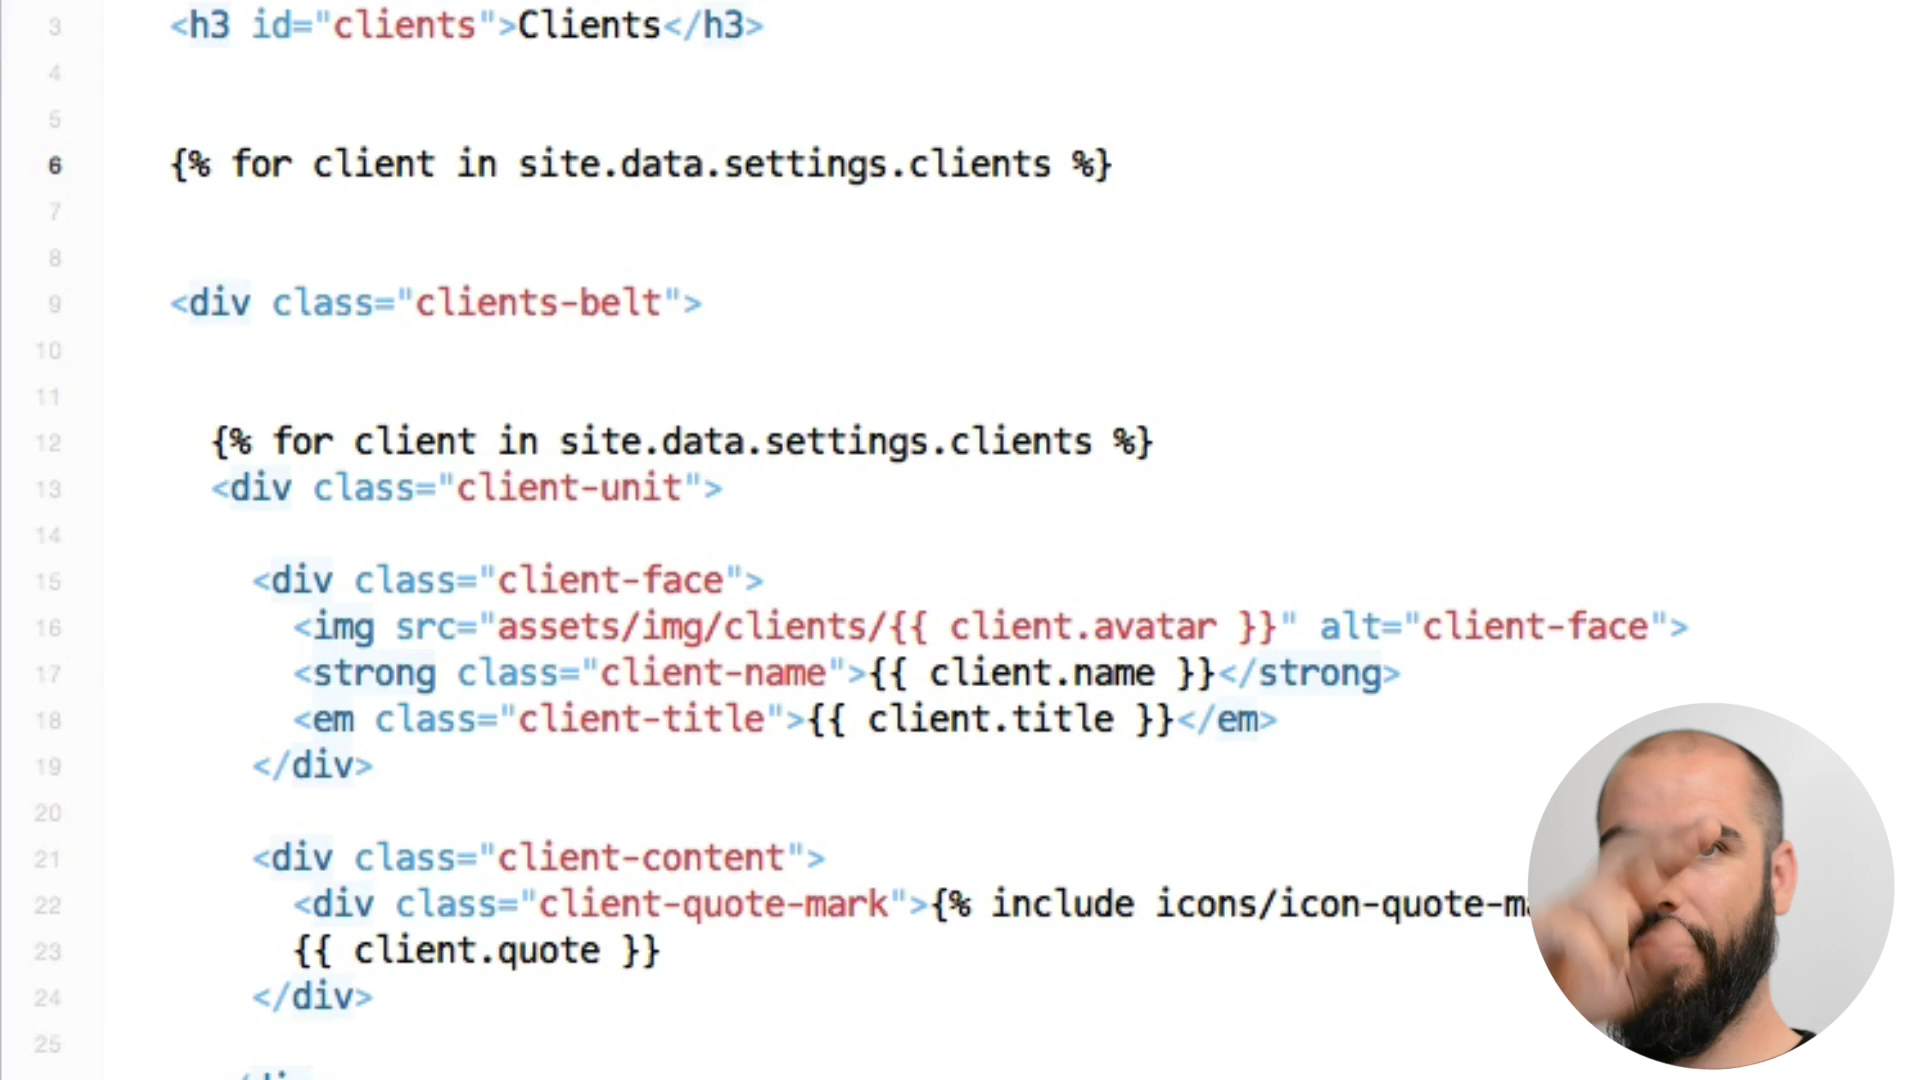 3 <h3 id="clients">Clients</h3>
4
5
6 {% for client in site.data.settings.clients %}
7
8
9 <div class="clients-belt">
10
11
12 {% for client in site.data.settings.clients %}
13 <div class="client-unit">
14
15 <div class="client-face">
16 <img src="assets/img/clients/{{ client.avatar }}" alt="client-face">
17 <strong class="client-name">{{ client.name }}</strong>
18 <em class="client-title">{{ client.title }}</em>
19 </div>
20
21 <div class="client-content">
22 <div class="client-quote-mark">{% include icons/icon-quote-m
23 {{ client.quote }}
24 </div>
25